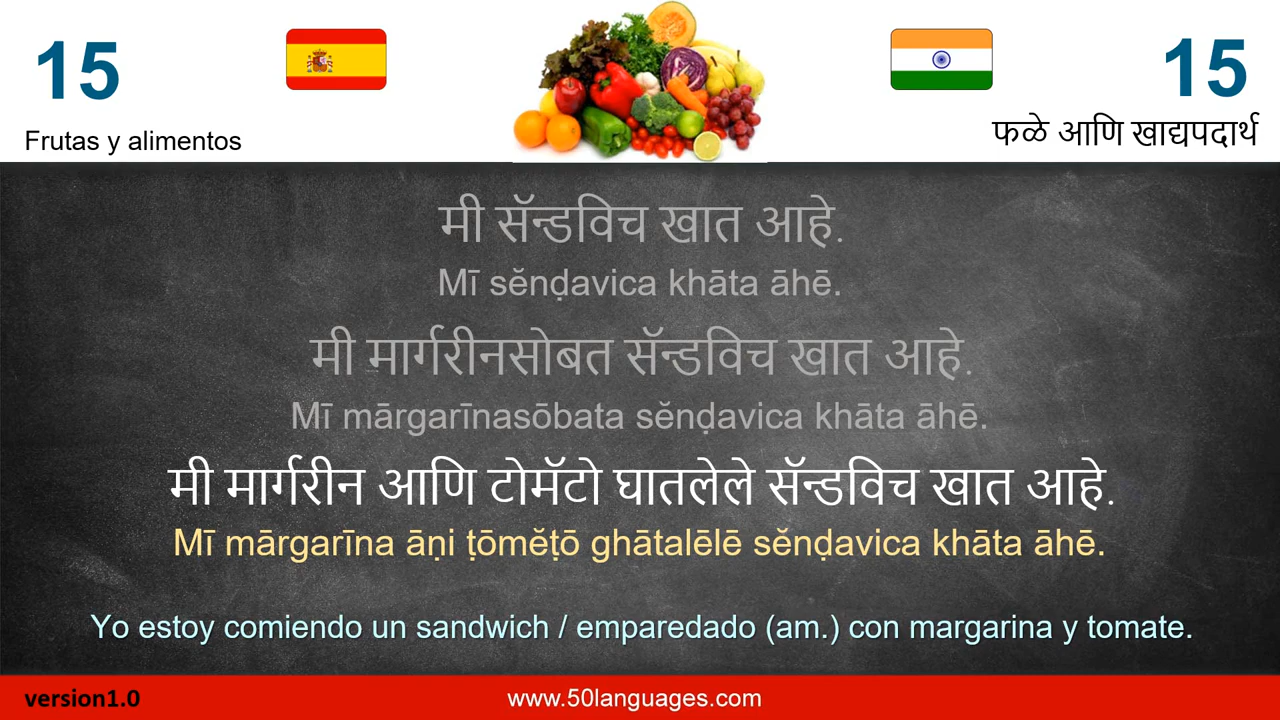 15
15
Frutas y alimentos
फळे आणि खाद्यपदार्थ
मी सॅन्डविच खात आहे.
Mī sĕnḍavica khāta āhē.
मी मार्गरीनसोबत सॅन्डविच खात आहे.
Mī mārgarīnasōbata sĕnḍavica khāta āhē.
मी मार्गरीन आणि टोमॅटो घातलेले सॅन्डविच खात आहे.
Mī mārgarīna āṇi ṭōmĕṭō ghātalēlē sĕnḍavica khāta āhē.
Yo estoy comiendo un sandwich / emparedado (am.) con margarina y tomate.
version1.0
www.50languages.com